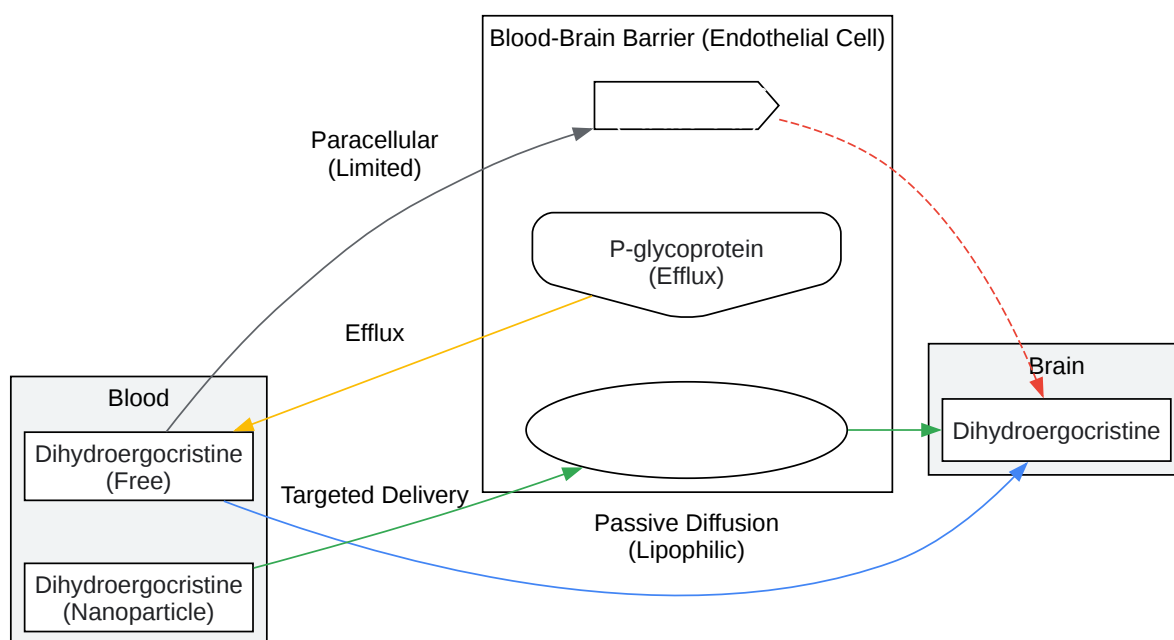 Blood-Brain Barrier (Endothelial Cell)
Paracellular
(Limited)
P-glycoprotein
(Efflux)
Efflux
Brain
Blood
Dihydroergocristine
Dihydroergocristine
(Free)
Targeted Delivery
Passive Diffusion
(Lipophilic)
Dihydroergocristine
(Nanoparticle)